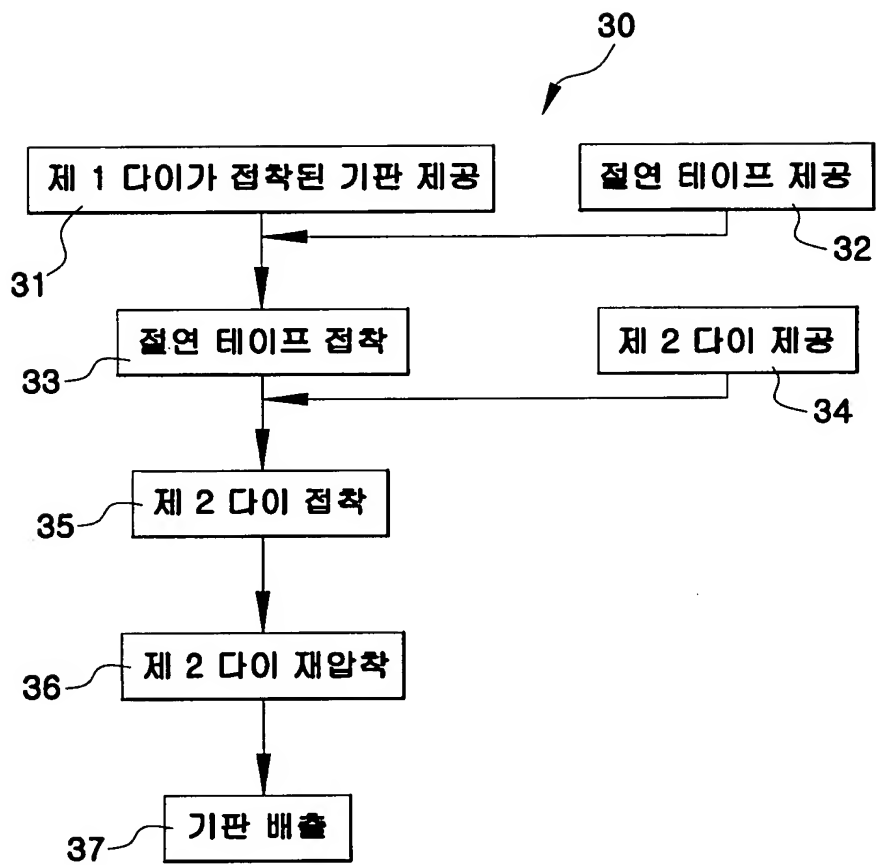 30
제 1 다이가 접착된 기판 제공
절연 테이프 제공
31
32
절연 테이프 접착
제 2 다이 제공
33
34
제 2 다이 접착
35
제 2 다이 재압착
36
기판 배출
37